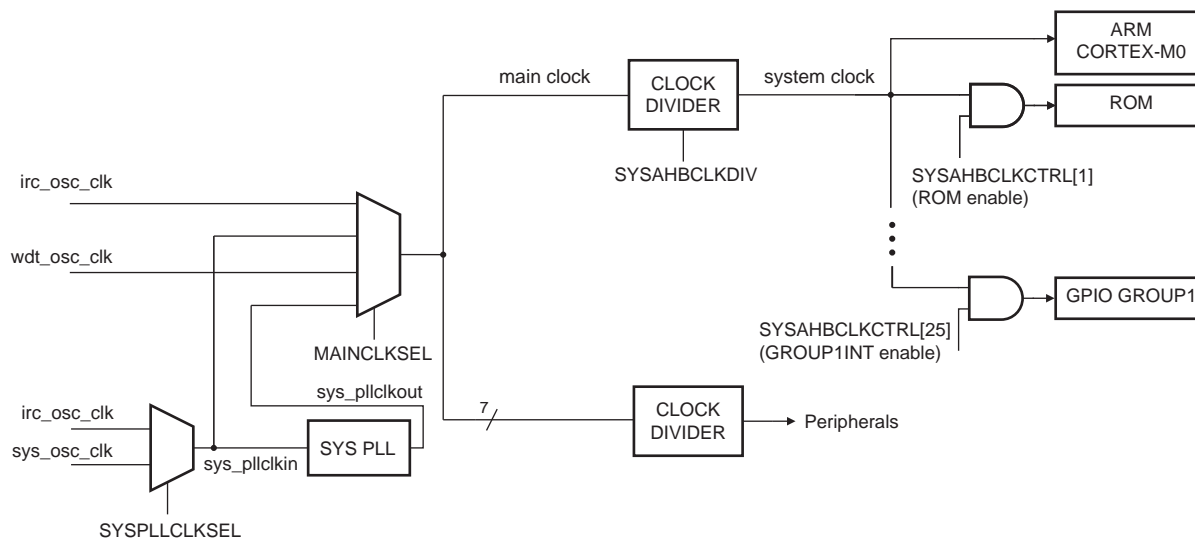 ARM
CORTEX-M0
main clock
CLOCK
DIVIDER
system clock
ROM
SYSAHBCLKDIV
SYSAHBCLKCTRL[1]
(ROM enable)
irc_osc_clk
wdt_osc_clk
GPIO GROUP1
SYSAHBCLKCTRL[25]
(GROUP1INT enable)
MAINCLKSEL
sys_pllclkout
irc_osc_clk
sys_osc_clk
sys_pllclkin
SYS PLL
7
CLOCK
DIVIDER
Peripherals
SYSPLLCLKSEL